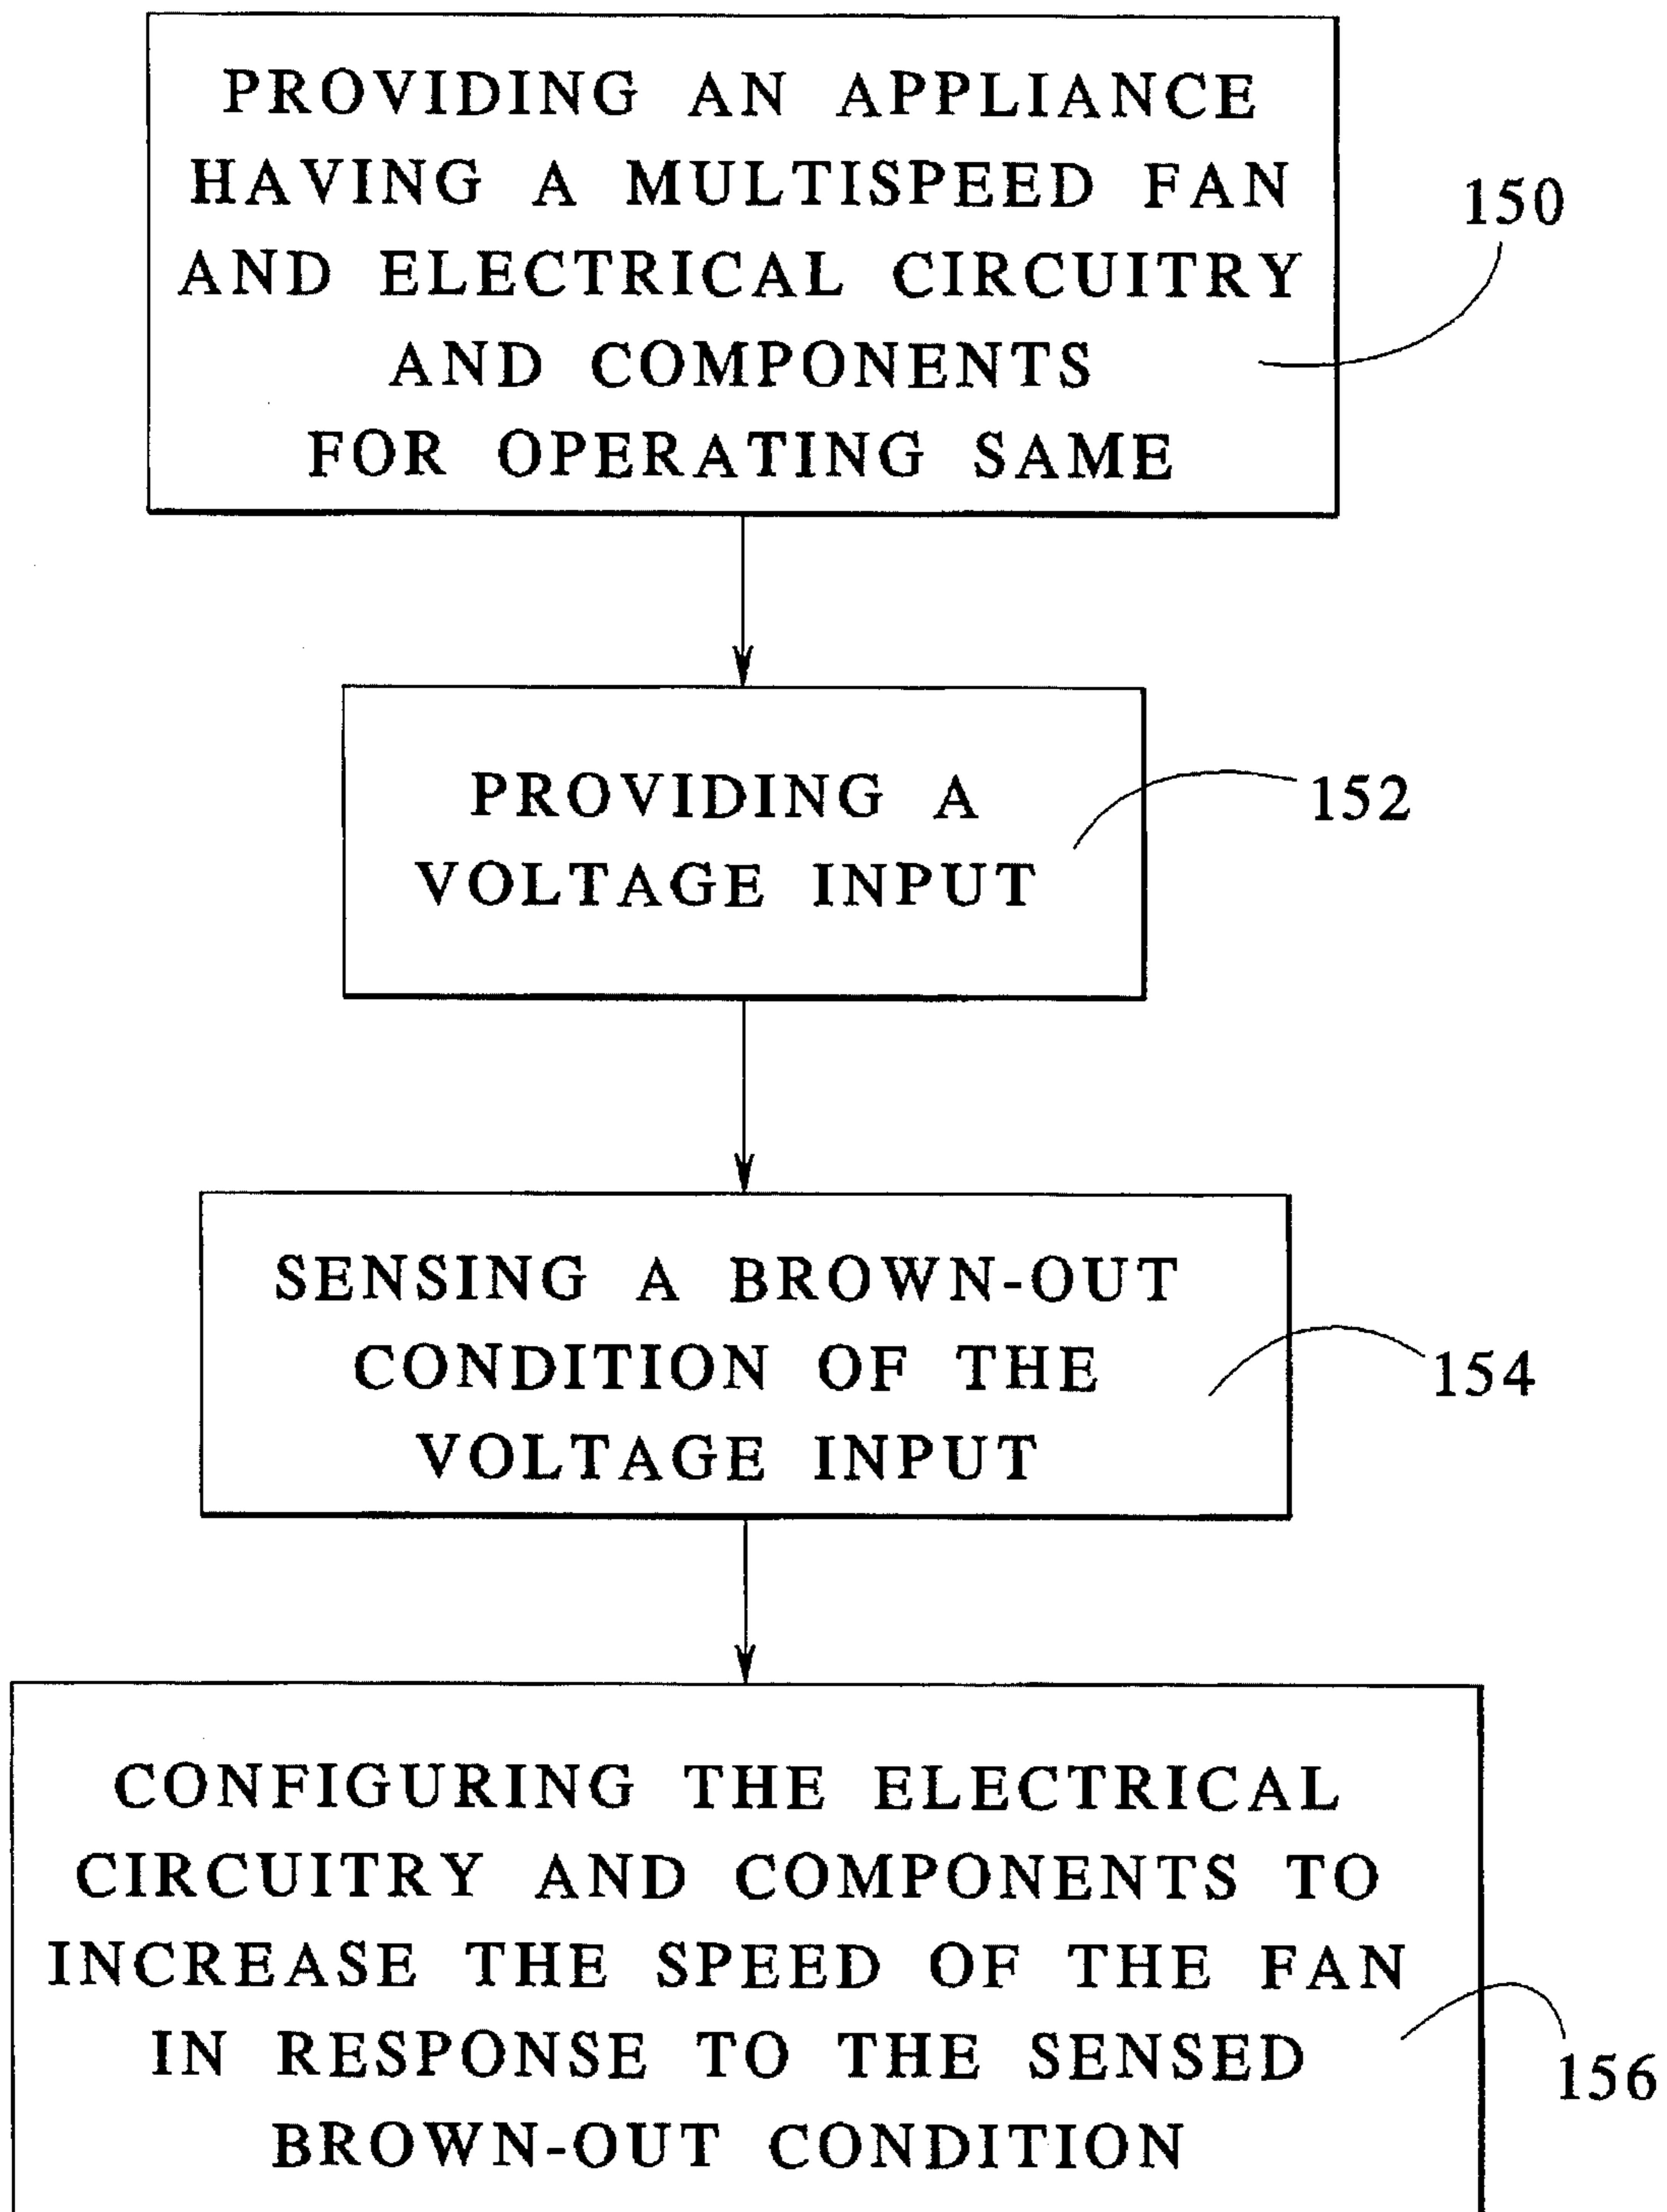 PROVIDING AN APPLIANCE
HAVING A MULTISPEED FAN
AND ELECTRICAL CIRCUITRY
AND COMPONENTS
FOR OPERATING SAME
150
PROVIDING A
VOLTAGE INPUT
152
SENSING A BROWN-OUT
CONDITION OF THE
VOLTAGE INPUT
154
CONFIGURING THE ELECTRICAL
CIRCUITRY AND COMPONENTS TO
INCREASE THE SPEED OF THE FAN
IN RESPONSE TO THE SENSED
BROWN-OUT CONDITION
156